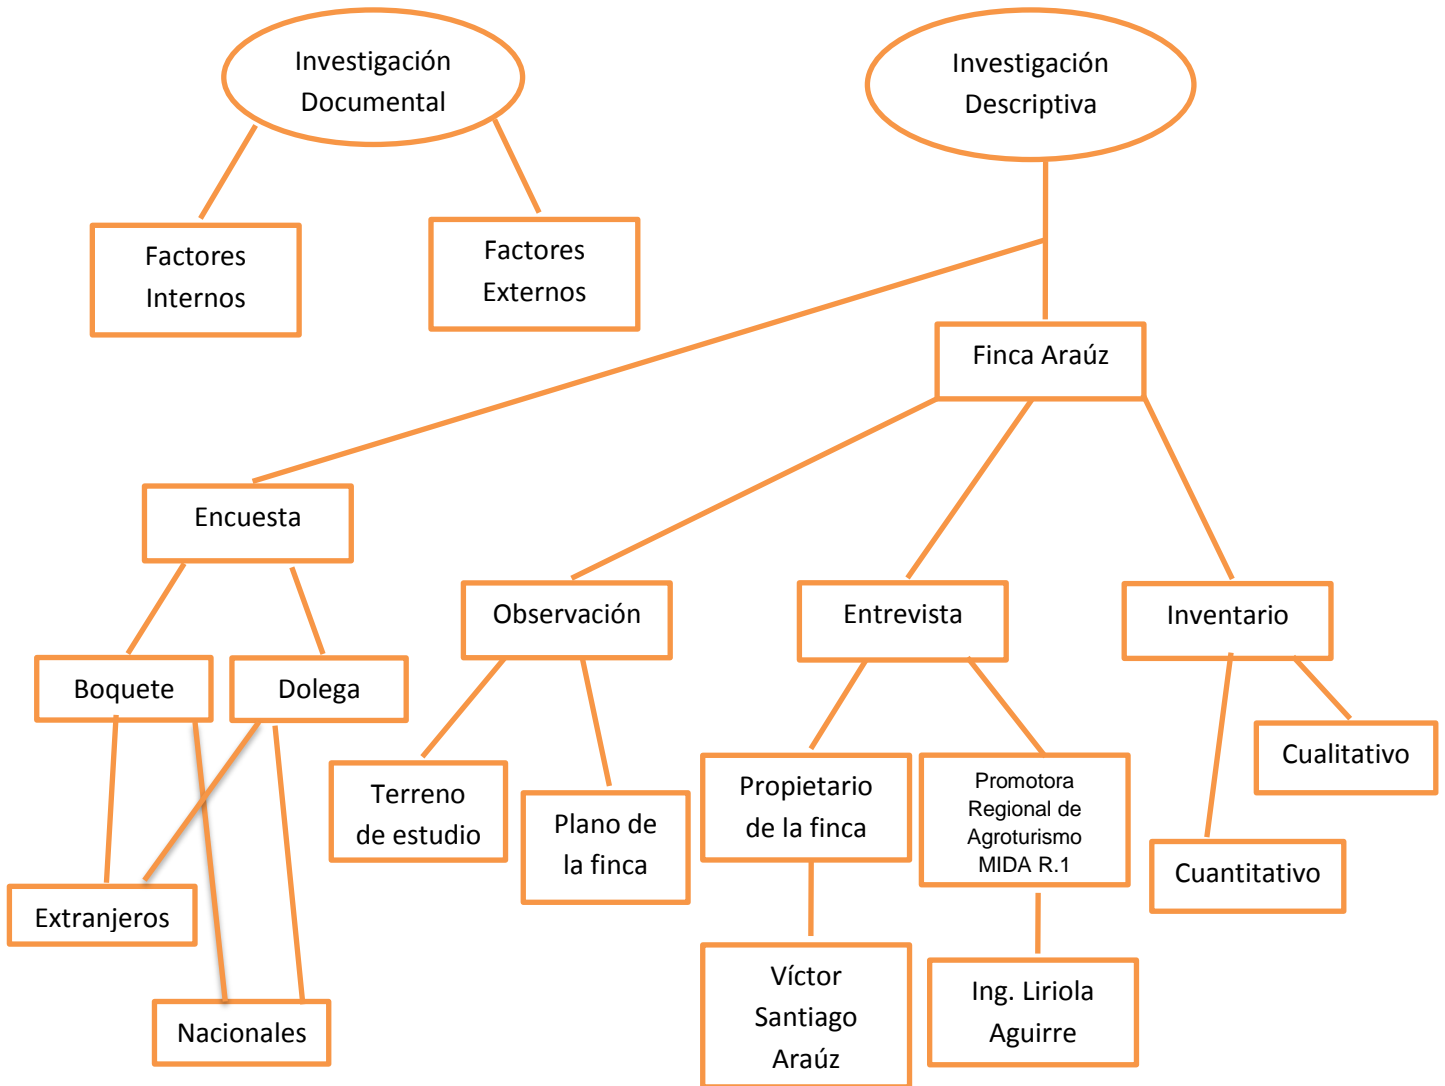 Investigación
Documental
Investigación
Descriptiva
Factores
Internos
Factores
Externos
Finca Araúz
Encuesta
Observación
Entrevista
Inventario
Boquete
Dolega
Terreno
de estudio
Plano de
la finca
Propietario
de la finca
Promotora
Regional de
Agroturismo
MIDA R.1
Cualitativo
Cuantitativo
Extranjeros
Nacionales
Víctor
Santiago
Araúz
Ing. Liriola
Aguirre